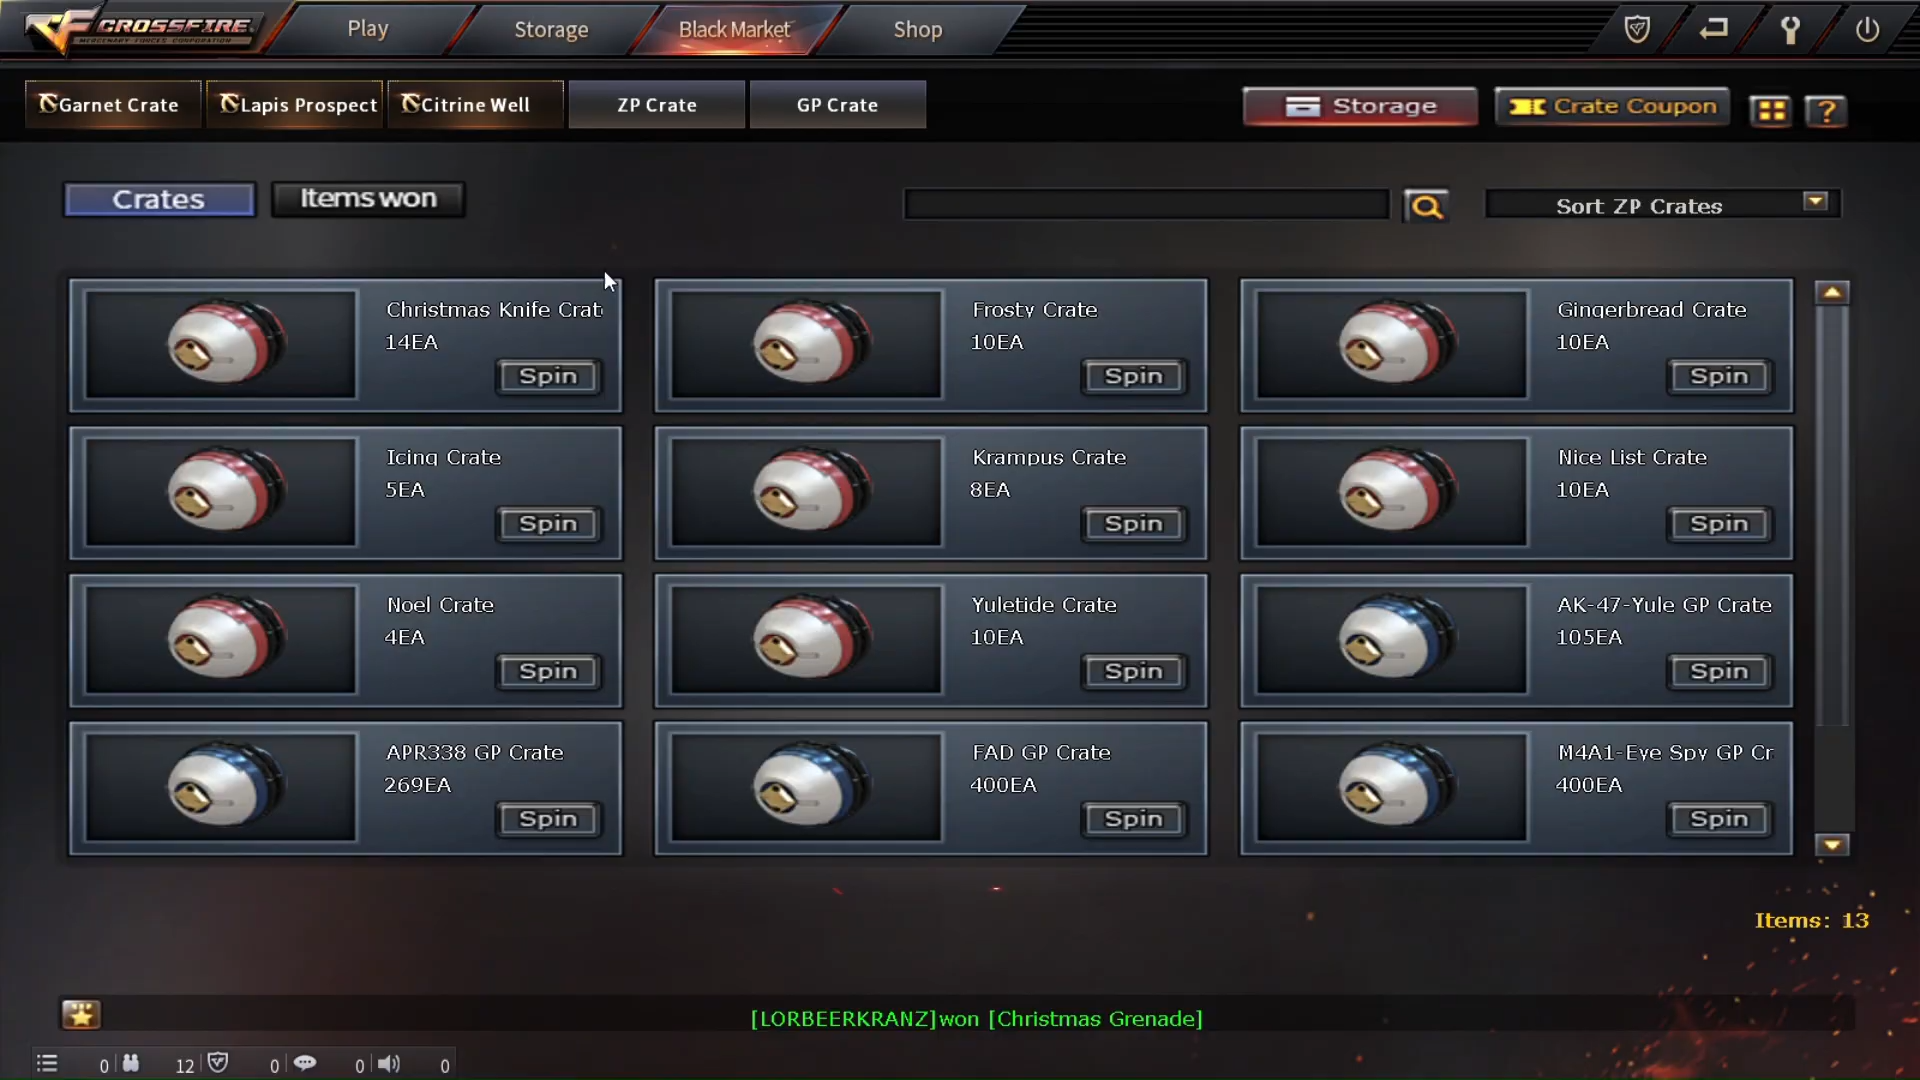 CROSSFIRE
MERCENARY FORCES CORPORATION
Play
Storage
Black Market
Shop
Garnet Crate
Lapis Prospect
Citrine Well
ZP Crate
GP Crate
Storage
Crate Coupon
?
Crates
Items won
Sort ZP Crates
Christmas Knife Crat
14EA
Spin
Frosty Crate
10EA
Spin
Gingerbread Crate
10EA
Spin
Icing Crate
5EA
Spin
Krampus Crate
8EA
Spin
Nice List Crate
10EA
Spin
Noel Crate
4EA
Spin
Yuletide Crate
10EA
Spin
AK-47-Yule GP Crate
105EA
Spin
APR338 GP Crate
269EA
Spin
FAD GP Crate
400EA
Spin
M4A1-Eye Spy GP Cr
400EA
Spin
Items: 13
[LORBEERKRANZ]won [Christmas Grenade]
0 12 0 0 0